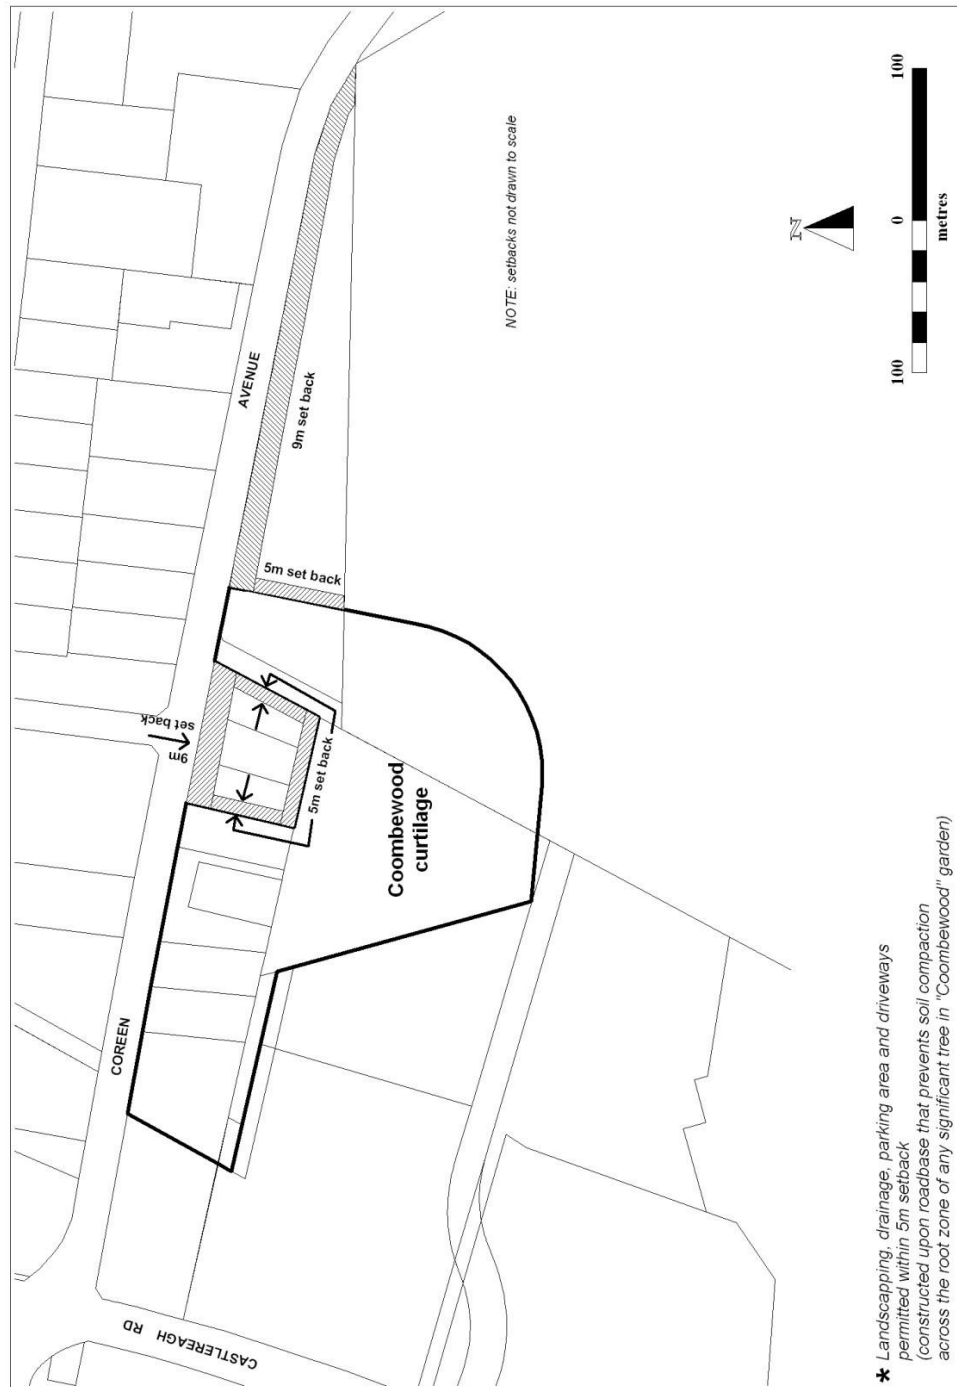 AVENUE
9m set back
5m set back
9m
set back
5m set back
Coombewood
curtilage
COREEN
CASTLEREAGH RD
NOTE: setbacks not drawn to scale
N
100 0 100
metres
* Landscapping, drainage, parking area and driveways
permitted within 5m setback
(constructed upon roadbase that prevents soil compaction
across the root zone of any significant tree in "Coombewood" garden)